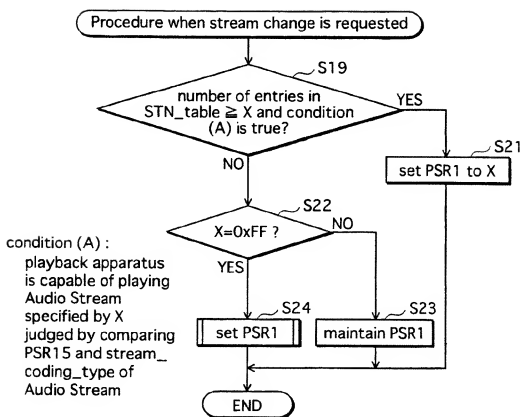 Procedure when stream change is requested
S19
number of entries in
STN_table ≧ X and condition
(A) is true?
YES
NO
S21
set PSR1 to X
S22
X=0xFF ?
NO
YES
condition (A) :
playback apparatus
is capable of playing
Audio Stream
specified by X
judged by comparing
PSR15 and stream_
coding_type of
Audio Stream
S24
set PSR1
S23
maintain PSR1
END